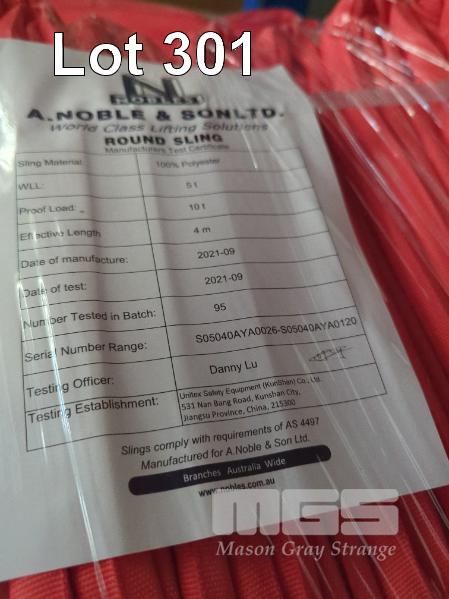 Lot 301
N
NOBLES
A.NOBLE & SONLTD.
World Class Lifting Solutions
ROUND SLING
Manufacturers Test Certificate
Sling Material: 100% Polyester
WLL: 5 t
Proof Load: 10 t
Effective Length 4 m
Date of manufacture: 2021-09
Date of test: 2021-09
Number Tested in Batch: 95
Serial Number Range: S05040AYA0026-S05040AYA0120
Testing Officer: Danny Lu
Testing Establishment: Unitex Safety Equipment (KunShan) Co., Ltd.
531 Nan Bang Road, Kunshan City,
Jiangsu Province, China, 215300
Slings comply with requirements of AS 4497
Manufactured for A.Noble & Son Ltd.
Branches Australia Wide
www.nobles.com.au
MGS
Mason Gray Strange